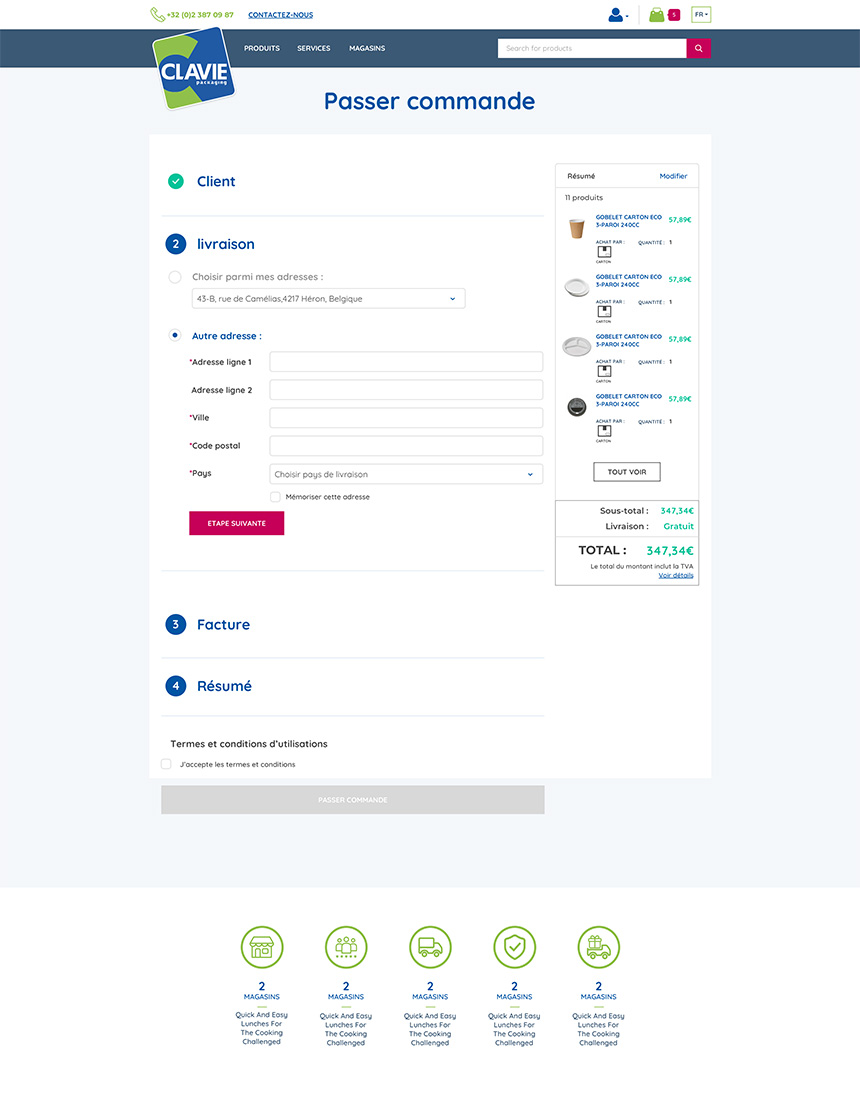 +32 (0)2 387 09 87
CONTACTEZ-NOUS
5
FR
CLAVIE
packaging
PRODUITS
SERVICES
MAGASINS
Search for products
Passer commande
Client
2
livraison
Choisir parmi mes adresses :
43-B, rue de Camélias,4217 Héron, Belgique
Autre adresse :
*Adresse ligne 1
Adresse ligne 2
*Ville
*Code postal
*Pays
Choisir pays de livraison
Mémoriser cette adresse
ETAPE SUIVANTE
3
Facture
4
Résumé
Termes et conditions d'utilisations
J'accepte les termes et conditions
PASSER COMMANDE
Résumé
Modifier
11 produits
GOBELET CARTON ECO
3-PAROI 240CC
57,89€
ACHAT PAR :
QUANTITÉ : 1
CARTON
GOBELET CARTON ECO
3-PAROI 240CC
57,89€
ACHAT PAR :
QUANTITÉ : 1
CARTON
GOBELET CARTON ECO
3-PAROI 240CC
57,89€
ACHAT PAR :
QUANTITÉ : 1
CARTON
GOBELET CARTON ECO
3-PAROI 240CC
57,89€
ACHAT PAR :
QUANTITÉ : 1
CARTON
TOUT VOIR
Sous-total : 347,34€
Livraison : Gratuit
TOTAL : 347,34€
Le total du montant inclut la TVA
Voir détails
2
MAGASINS
Quick And Easy
Lunches For
The Cooking
Challenged
2
MAGASINS
Quick And Easy
Lunches For
The Cooking
Challenged
2
MAGASINS
Quick And Easy
Lunches For
The Cooking
Challenged
2
MAGASINS
Quick And Easy
Lunches For
The Cooking
Challenged
2
MAGASINS
Quick And Easy
Lunches For
The Cooking
Challenged